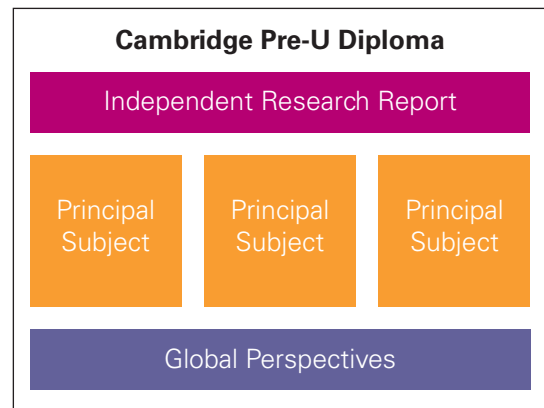 Cambridge Pre-U Diploma
Independent Research Report
Principal
Subject
Principal
Subject
Principal
Subject
Global Perspectives